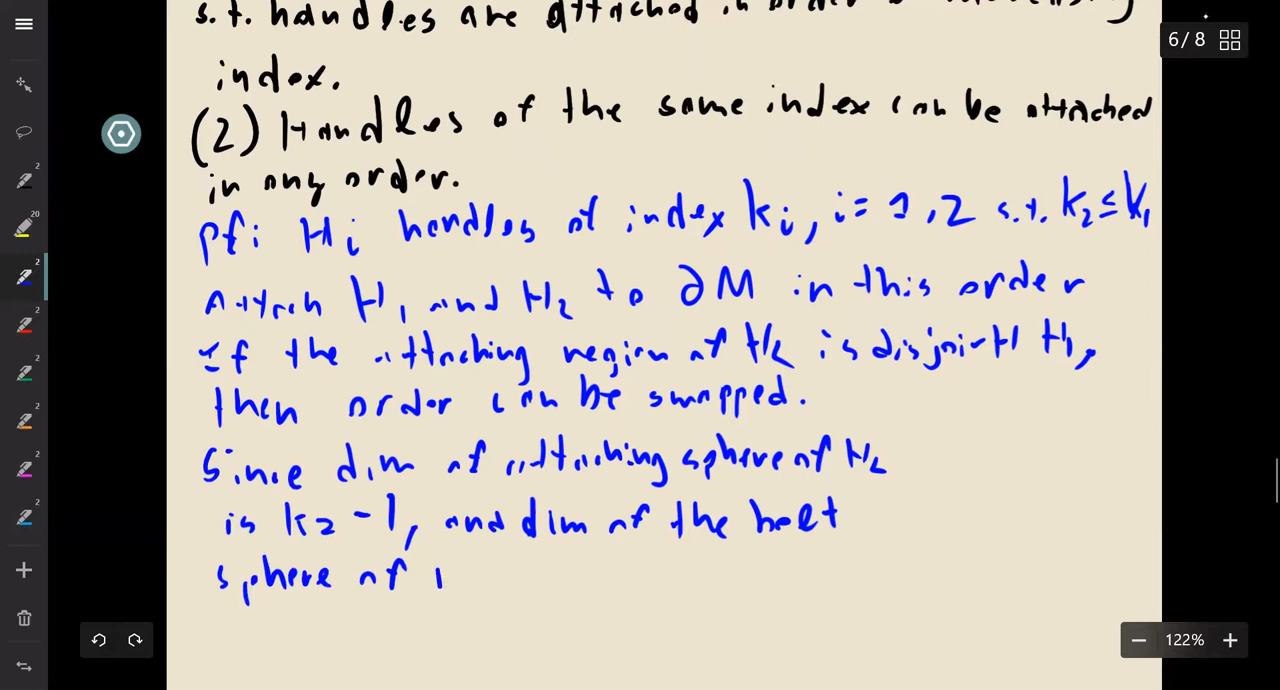 s.t. handles are attached in order of increasing
index.
(2) Handles of the same index can be attached
in any order.
pf: Hi handles of index ki, i=1,2 s.t. k2≤k1
Attach H1 and H2 to ∂M in this order
If the attaching region of H2 is disjoint H1,
then order can be swapped.
Since dim of attaching sphere of H2
is k2-1, and dim of the belt
sphere of
6/8
122%